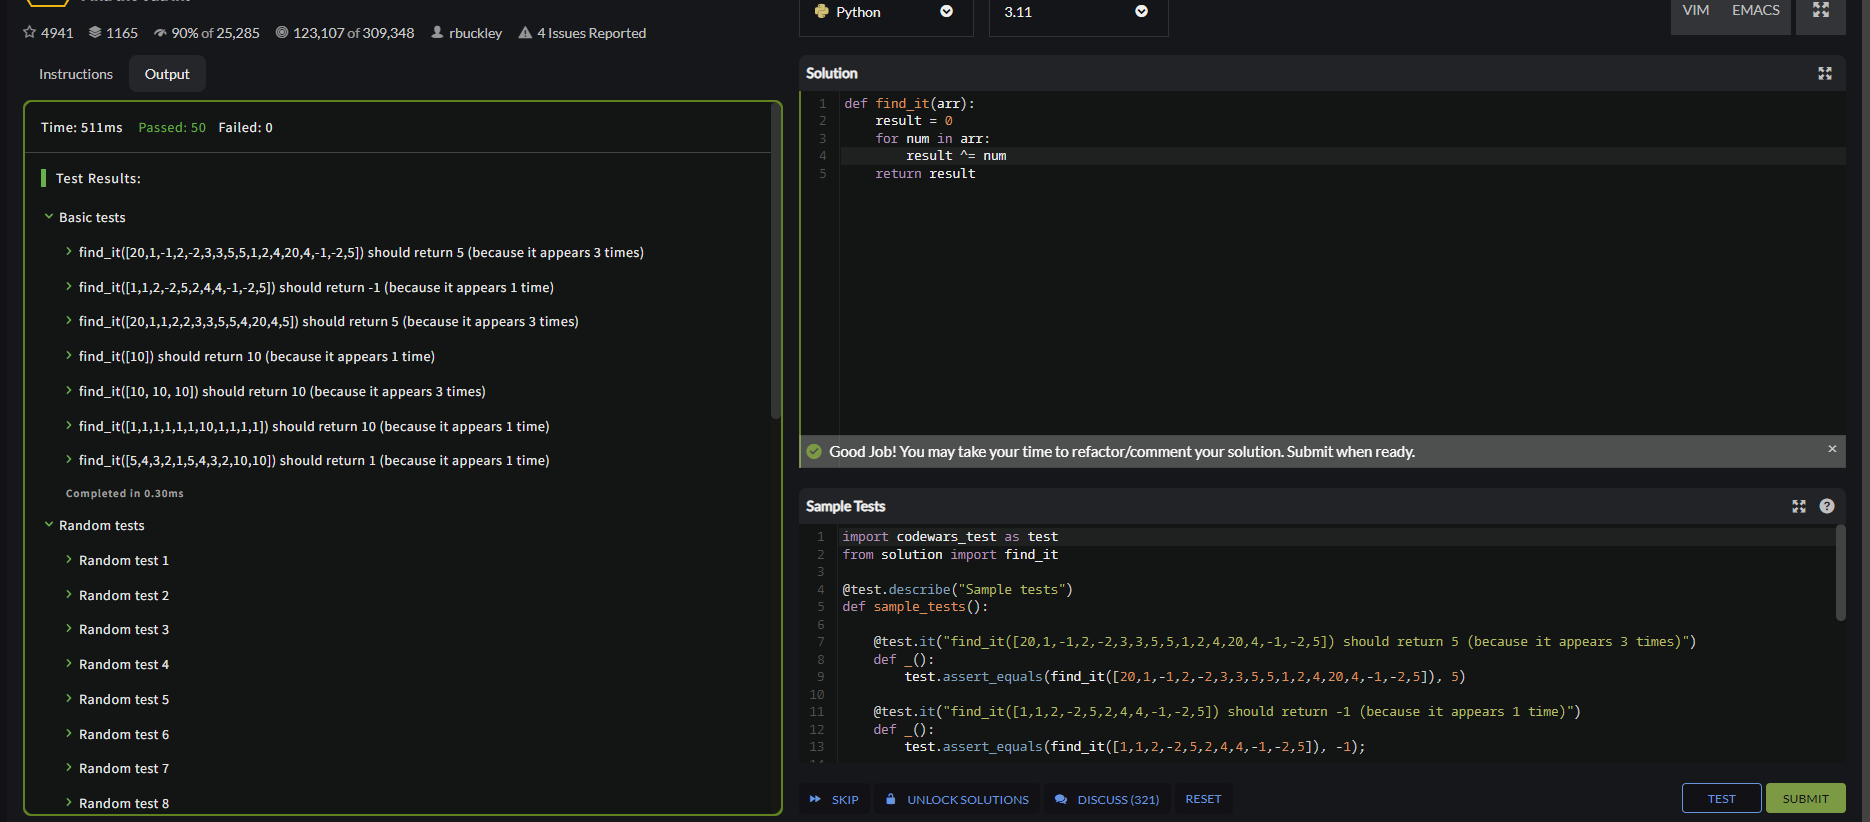 4941 1165 90% of 25,285 123,107 of 309,348 rbuckley 4 Issues Reported
Instructions Output
Time: 511ms Passed: 50 Failed: 0
Test Results:
Basic tests
find_it([20,1,-1,2,-2,3,3,5,5,1,2,4,20,4,-1,-2,5]) should return 5 (because it appears 3 times)
find_it([1,1,2,-2,5,2,4,4,-1,-2,5]) should return -1 (because it appears 1 time)
find_it([20,1,1,2,2,3,3,5,5,4,20,4,5]) should return 5 (because it appears 3 times)
find_it([10]) should return 10 (because it appears 1 time)
find_it([10, 10, 10]) should return 10 (because it appears 3 times)
find_it([1,1,1,1,1,1,10,1,1,1,1]) should return 10 (because it appears 1 time)
find_it([5,4,3,2,1,5,4,3,2,10,10]) should return 1 (because it appears 1 time)
Completed in 0.30ms
Random tests
Random test 1
Random test 2
Random test 3
Random test 4
Random test 5
Random test 6
Random test 7
Random test 8
Python 3.11 VIM EMACS
Solution
1 def find_it(arr):
2 result = 0
3 for num in arr:
4 result ^= num
5 return result
Good Job! You may take your time to refactor/comment your solution. Submit when ready. ×
Sample Tests ?
1 import codewars_test as test
2 from solution import find_it
3
4 @test.describe("Sample tests")
5 def sample_tests():
6
7 @test.it("find_it([20,1,-1,2,-2,3,3,5,5,1,2,4,20,4,-1,-2,5]) should return 5 (because it appears 3 times)")
8 def _():
9 test.assert_equals(find_it([20,1,-1,2,-2,3,3,5,5,1,2,4,20,4,-1,-2,5]), 5)
10
11 @test.it("find_it([1,1,2,-2,5,2,4,4,-1,-2,5]) should return -1 (because it appears 1 time)")
12 def _():
13 test.assert_equals(find_it([1,1,2,-2,5,2,4,4,-1,-2,5]), -1);
SKIP UNLOCK SOLUTIONS DISCUSS (321) RESET TEST SUBMIT